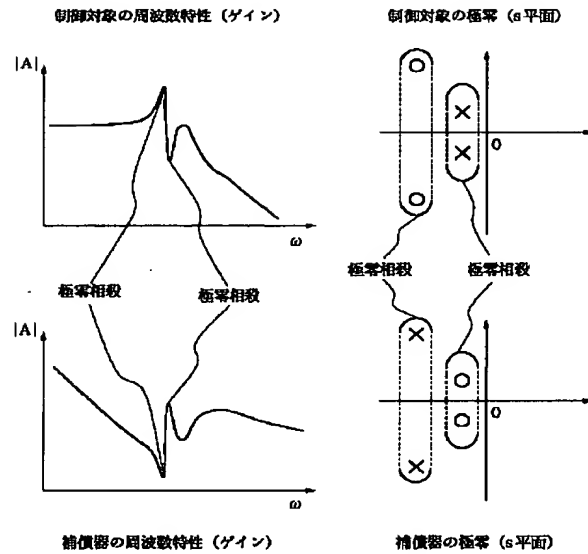 制御対象の周波数特性（ゲイン）
制御対象の極零（s平面）
|A|
ω
0
極零相殺
極零相殺
極零相殺
極零相殺
|A|
ω
0
補償器の周波数特性（ゲイン）
補償器の極零（s平面）